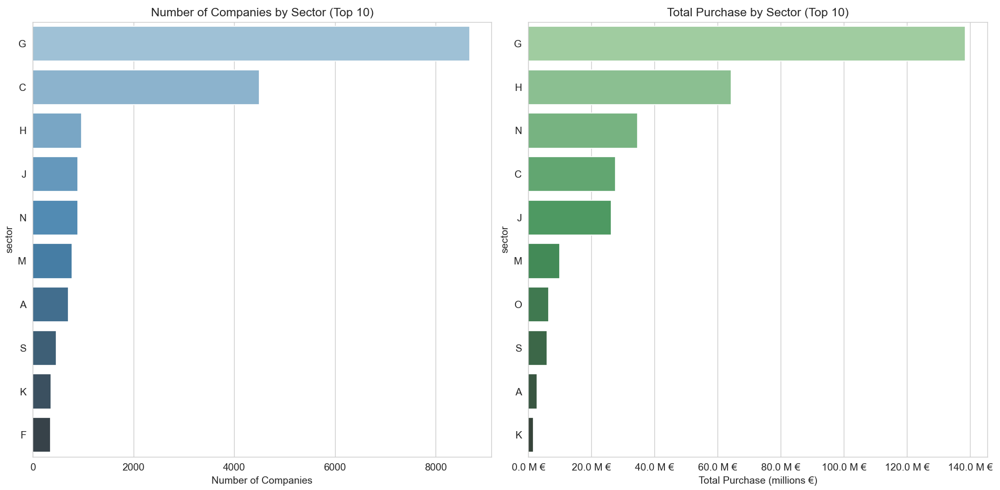 Number of Companies by Sector (Top 10)
sector
G
C
H
J
N
M
A
S
K
F
0 2000 4000 6000 8000
Number of Companies
Total Purchase by Sector (Top 10)
sector
G
H
N
C
J
M
O
S
A
K
0.0 M € 20.0 M € 40.0 M € 60.0 M € 80.0 M € 100.0 M € 120.0 M € 140.0 M €
Total Purchase (millions €)